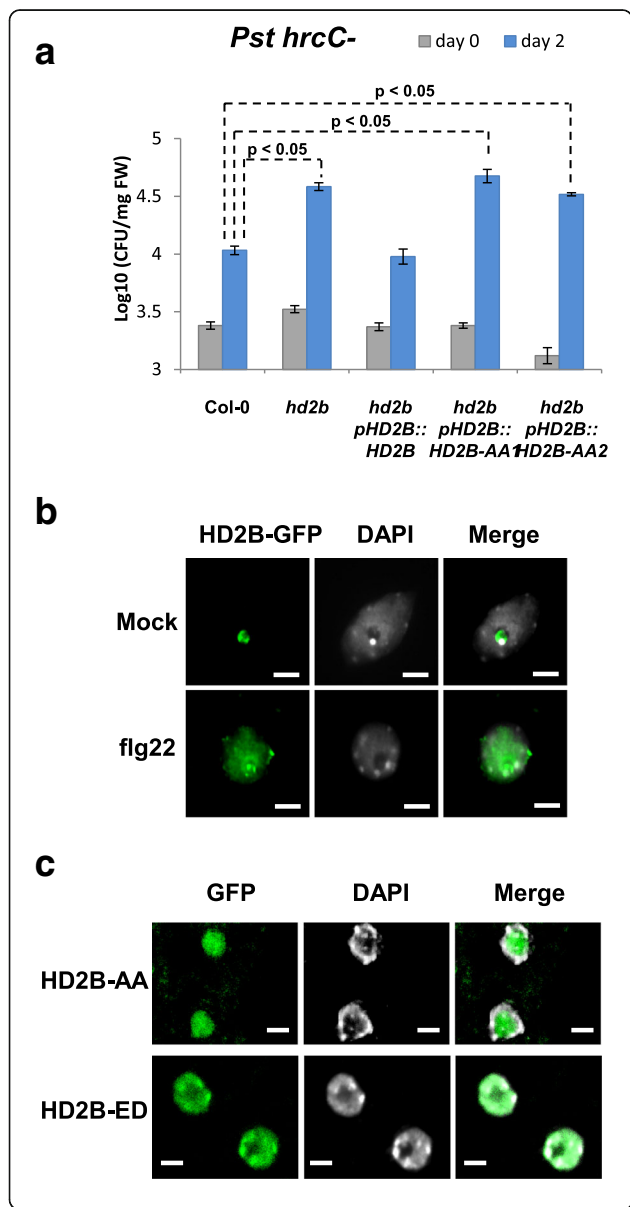 a
Pst hrcC-
day 0
day 2
p < 0.05
p < 0.05
p < 0.05
Log10 (CFU/mg FW)
5
4.5
4
3.5
3
Col-0
hd2b
hd2b
pHD2B::
HD2B
hd2b
pHD2B::
HD2B-AA1
hd2b
pHD2B::
HD2B-AA2
b
HD2B-GFP DAPI Merge
Mock
flg22
c
GFP DAPI Merge
HD2B-AA
HD2B-ED